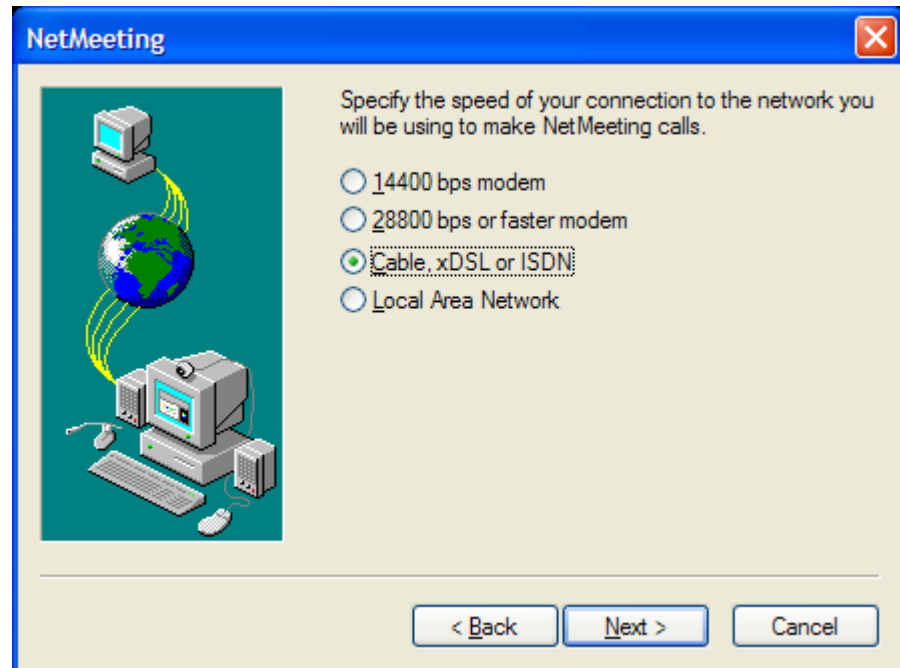 NetMeeting
Specify the speed of your connection to the network you
will be using to make NetMeeting calls.
14400 bps modem
28800 bps or faster modem
Cable, xDSL or ISDN
Local Area Network
< Back
Next >
Cancel